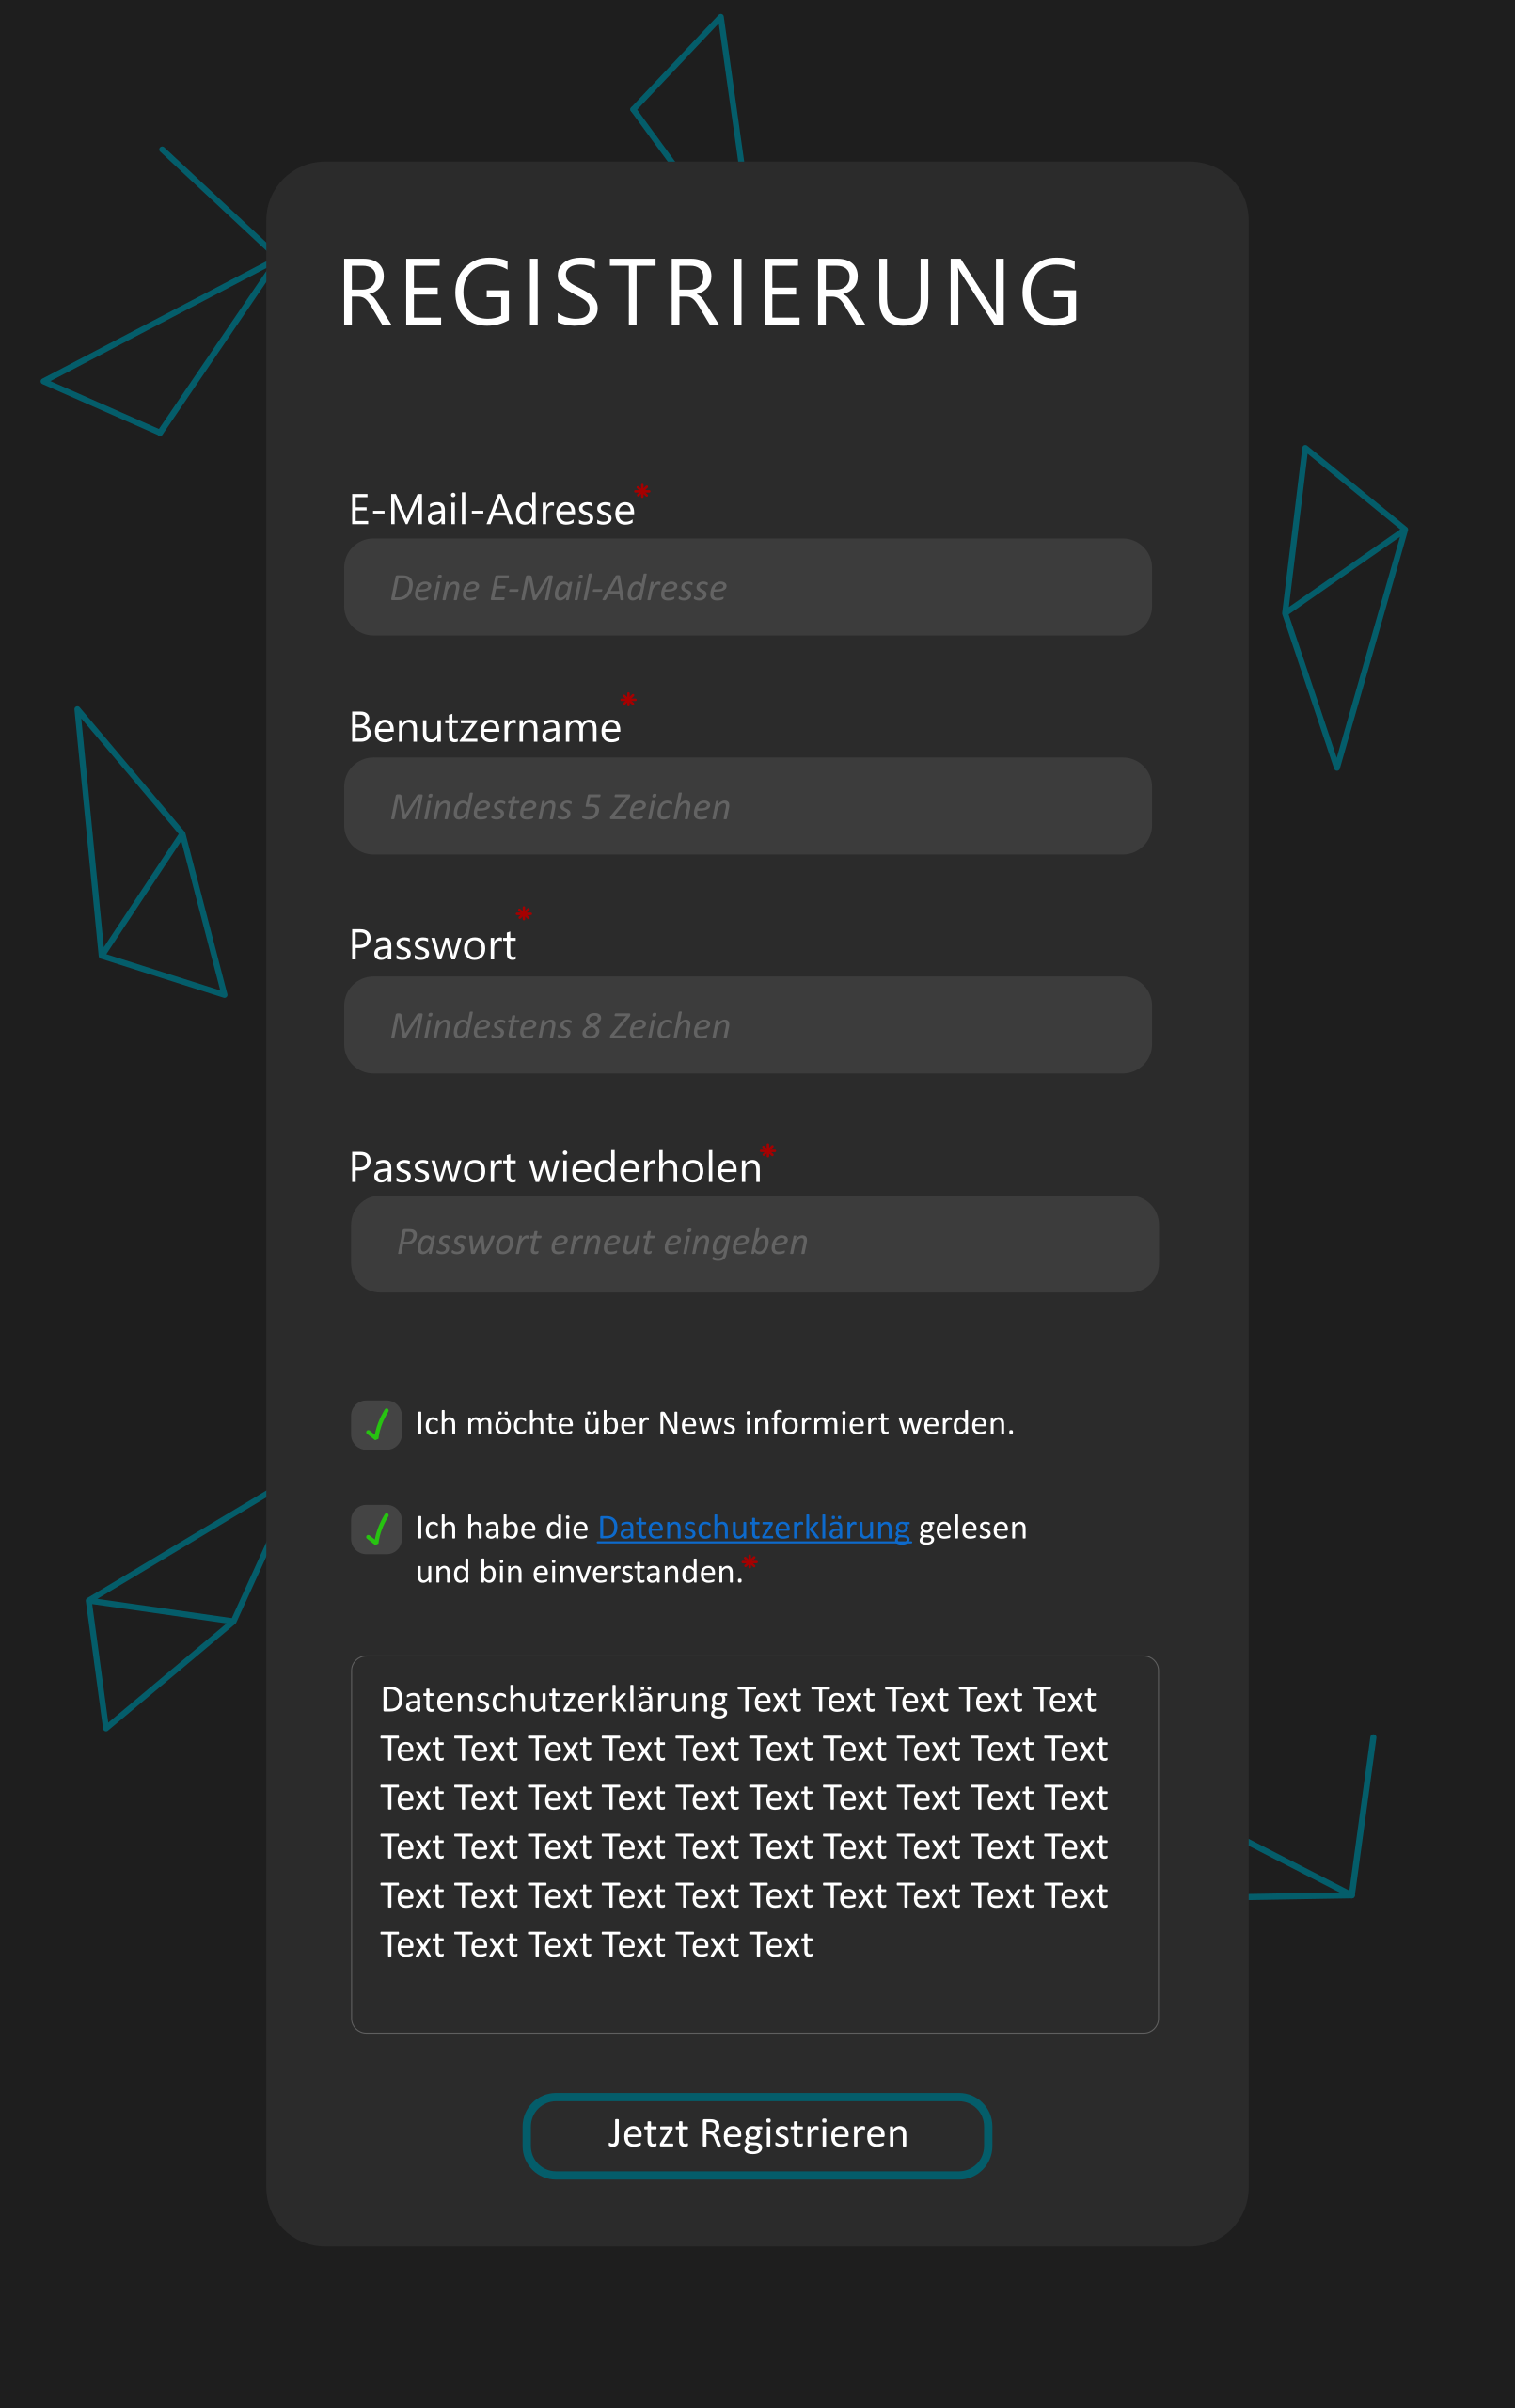 REGISTRIERUNG
E-Mail-Adresse*
Deine E-Mail-Adresse
Benutzername*
Mindestens 5 Zeichen
Passwort*
Mindestens 8 Zeichen
Passwort wiederholen*
Passwort erneut eingeben
Ich möchte über News informiert werden.
Ich habe die Datenschutzerklärung gelesen
und bin einverstanden.*
Datenschutzerklärung Text Text Text Text Text
Text Text Text Text Text Text Text Text Text Text
Text Text Text Text Text Text Text Text Text Text
Text Text Text Text Text Text Text Text Text Text
Text Text Text Text Text Text Text Text Text Text
Text Text Text Text Text Text
Jetzt Registrieren